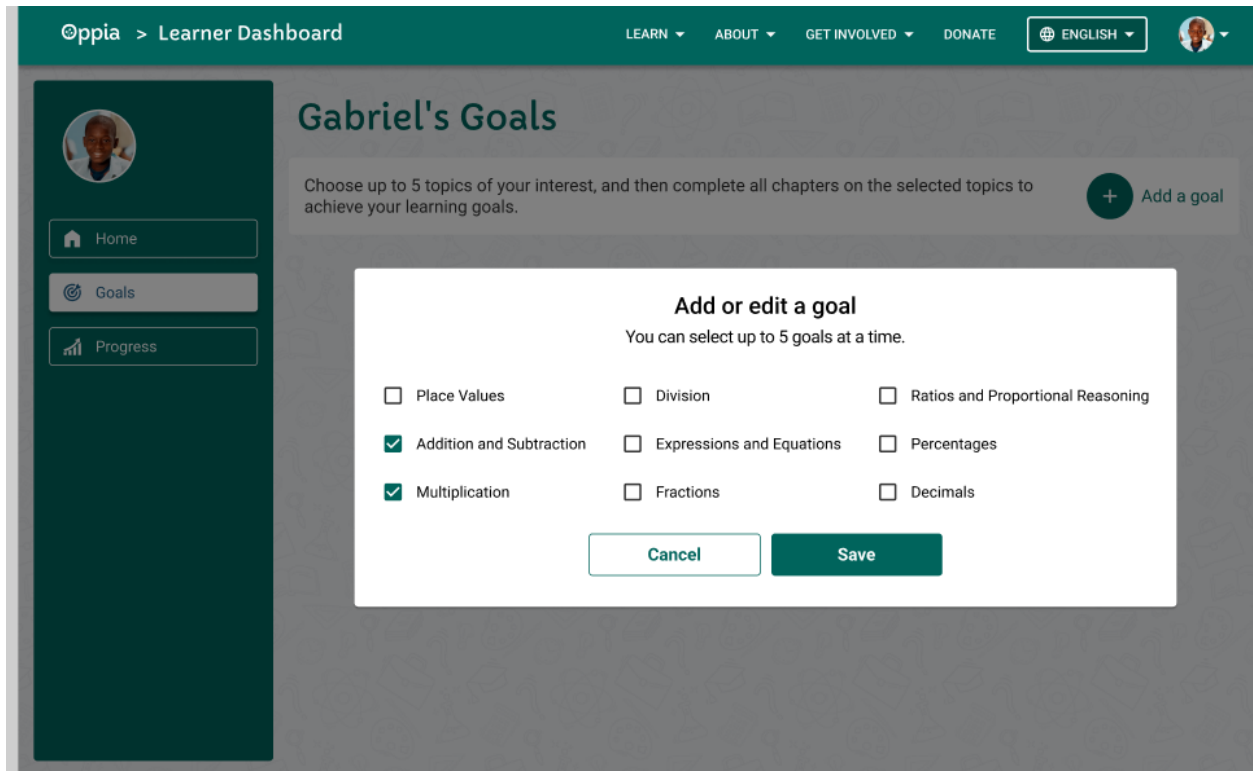 Oppia > Learner Dashboard
LEARN
ABOUT
GET INVOLVED
DONATE
ENGLISH
Gabriel's Goals
Choose up to 5 topics of your interest, and then complete all chapters on the selected topics to
achieve your learning goals.
+ Add a goal
Home
Goals
Progress
Add or edit a goal
You can select up to 5 goals at a time.
Place Values
Division
Ratios and Proportional Reasoning
Addition and Subtraction
Expressions and Equations
Percentages
Multiplication
Fractions
Decimals
Cancel
Save